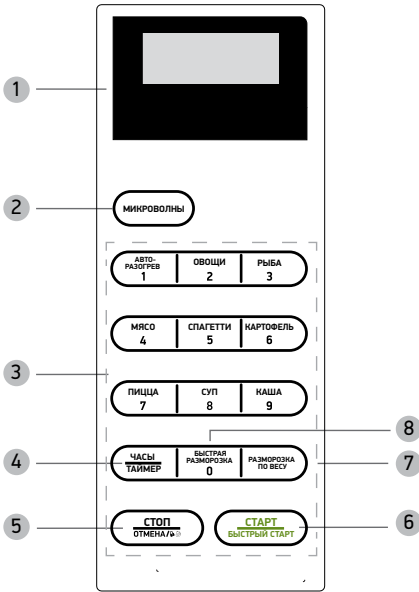 1
2
МИКРОВОЛНЫ
АВТО-
РАЗОГРЕВ
1
ОВОЩИ
2
РЫБА
3
МЯСО
4
СПАГЕТТИ
5
КАРТОФЕЛЬ
6
3
ПИЦЦА
7
СУП
8
КАША
9
8
4
ЧАСЫ
ТАЙМЕР
БЫСТРАЯ
РАЗМОРОЗКА
0
РАЗМОРОЗКА
ПО ВЕСУ
7
5
СТОП
ОТМЕНА/
СТАРТ
БЫСТРЫЙ СТАРТ
6